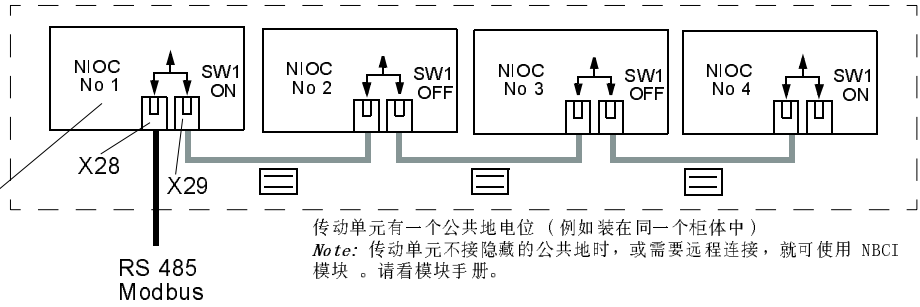 NIOC
No 1
SW1
ON
NIOC
No 2
SW1
OFF
NIOC
No 3
SW1
OFF
NIOC
No 4
SW1
ON
X28
X29
传动单元有一个公共地电位（例如装在同一个柜体中）
Note: 传动单元不接隐藏的公共地时，或需要远程连接，就可使用 NBCI
模块 。请看模块手册。
RS 485
Modbus